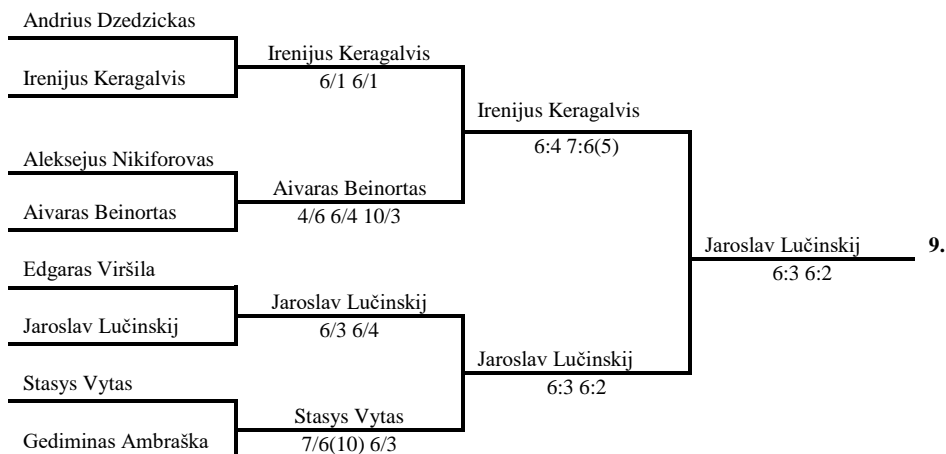 Andrius Dzedzickas
Irenijus Keragalvis
Irenijus Keragalvis
6/1 6/1
Irenijus Keragalvis
6:4 7:6(5)
Aleksejus Nikiforovas
Aivaras Beinortas
Aivaras Beinortas
4/6 6/4 10/3
Jaroslav Lučinskij 9.
6:3 6:2
Edgaras Viršila
Jaroslav Lučinskij
Jaroslav Lučinskij
6/3 6/4
Jaroslav Lučinskij
6:3 6:2
Stasys Vytas
Stasys Vytas
Gediminas Ambraška
7/6(10) 6/3